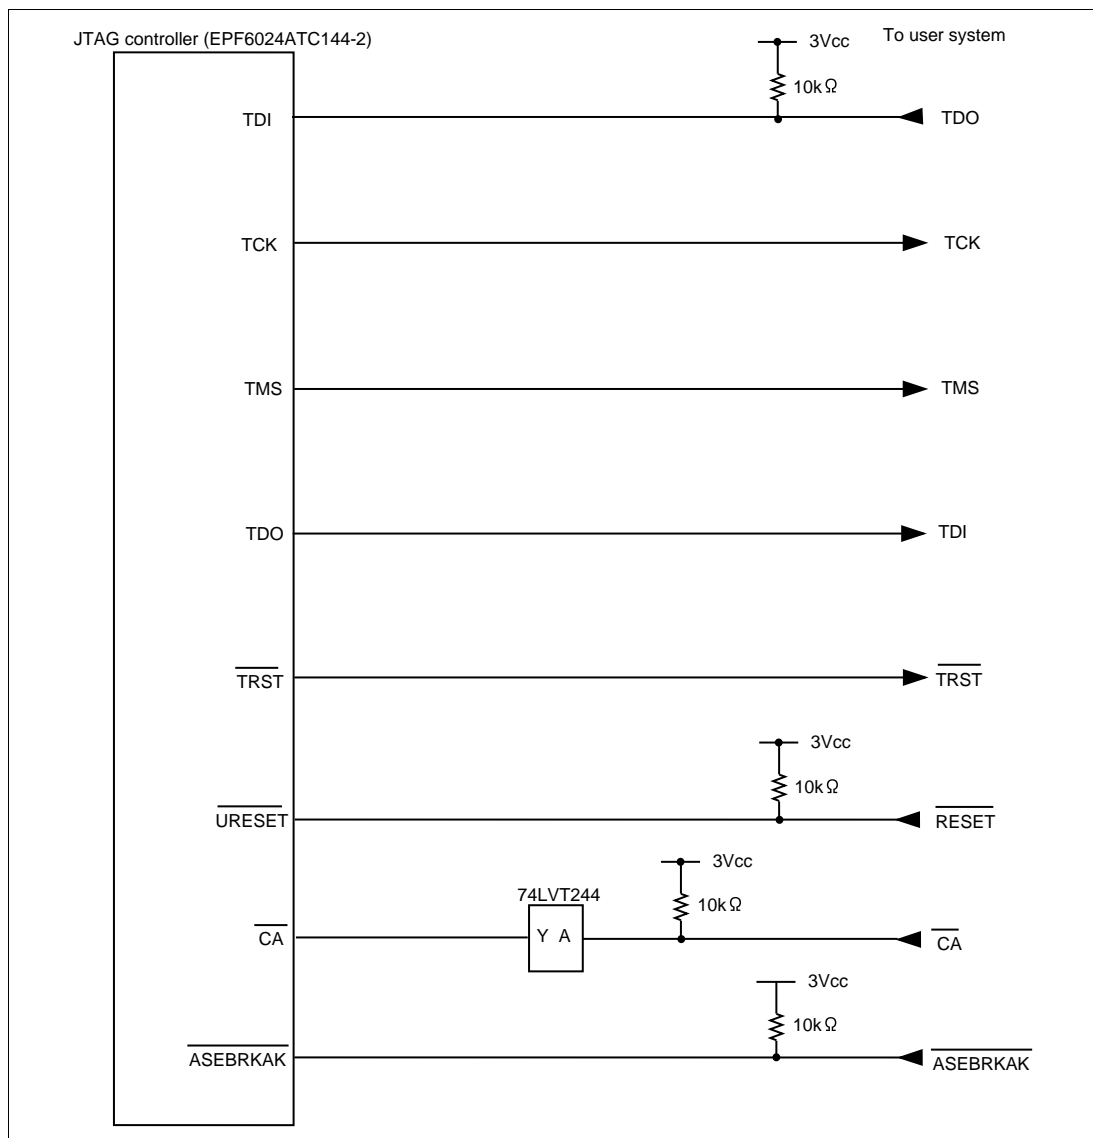 JTAG controller (EPF6024ATC144-2)
3Vcc
To user system
10kΩ
TDI
TDO
TCK
TCK
TMS
TMS
TDO
TDI
TRST
TRST
3Vcc
10kΩ
URESET
RESET
3Vcc
74LVT244
10kΩ
CA
Y A
CA
3Vcc
10kΩ
ASEBRKAK
ASEBRKAK